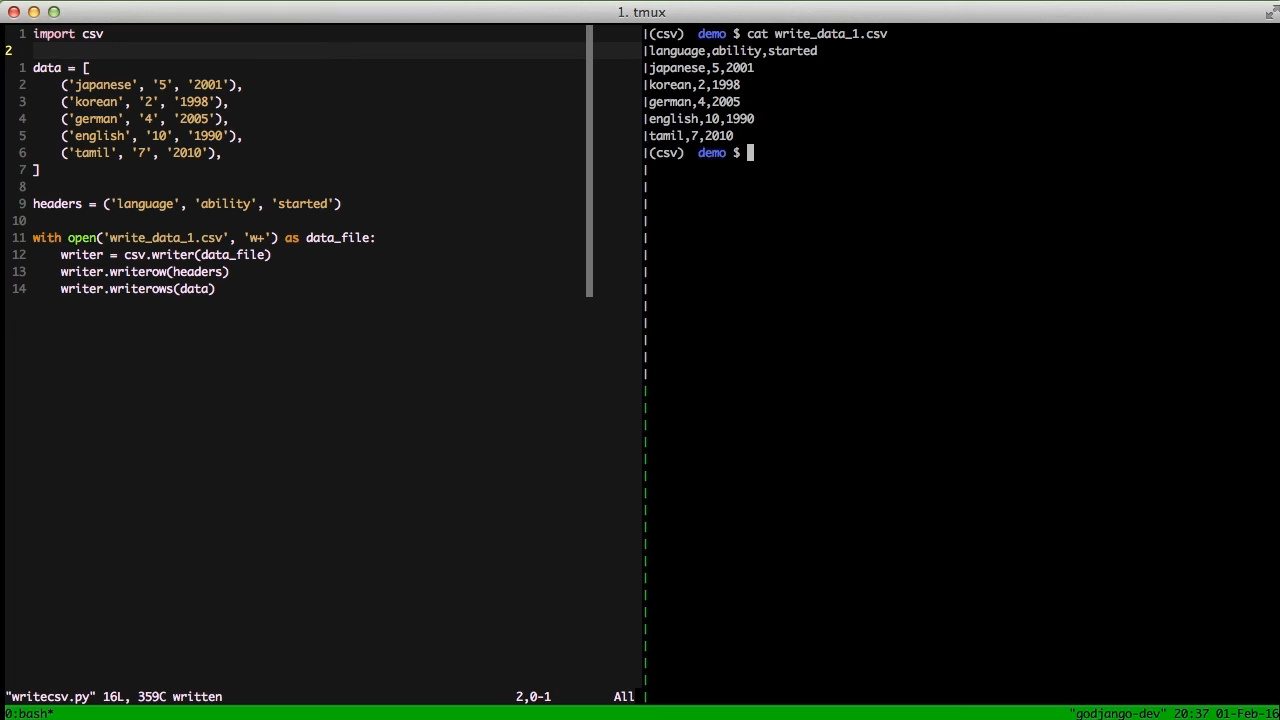 1. tmux
1 import csv
2
1 data = [
2     ('japanese', '5', '2001'),
3     ('korean', '2', '1998'),
4     ('german', '4', '2005'),
5     ('english', '10', '1990'),
6     ('tamil', '7', '2010'),
7 ]
8
9 headers = ('language', 'ability', 'started')
10
11 with open('write_data_1.csv', 'w+') as data_file:
12     writer = csv.writer(data_file)
13     writer.writerow(headers)
14     writer.writerows(data)
"writecsv.py" 16L, 359C written 2,0-1 All
(csv) demo $ cat write_data_1.csv
language,ability,started
japanese,5,2001
korean,2,1998
german,4,2005
english,10,1990
tamil,7,2010
(csv) demo $
0:bash* "godjango-dev" 20:37 01-Feb-16